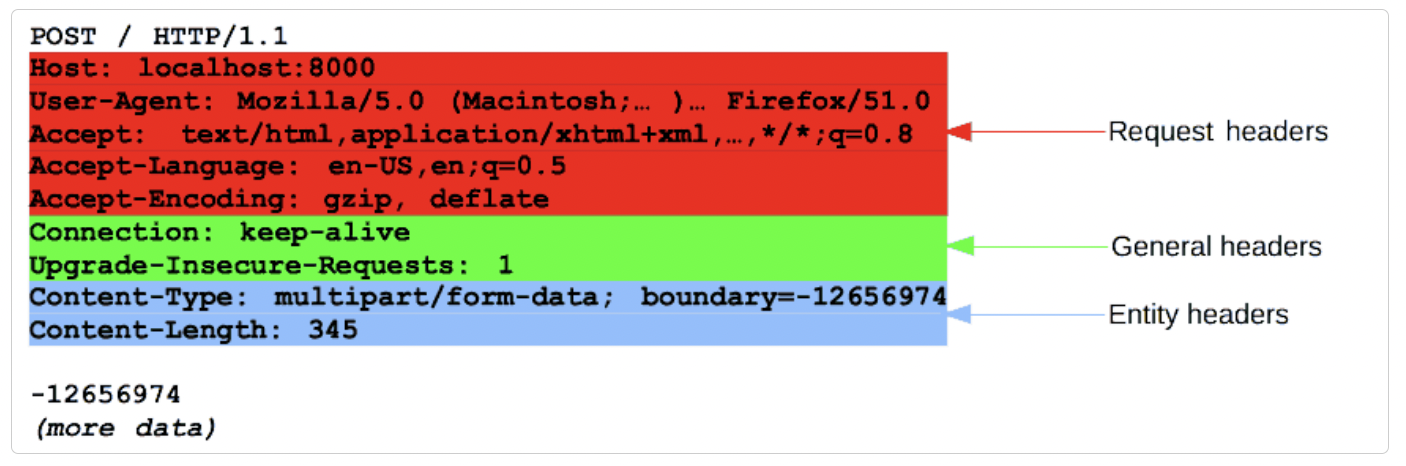 POST / HTTP/1.1
Host: localhost:8000
User-Agent: Mozilla/5.0 (Macintosh;… )… Firefox/51.0
Accept: text/html,application/xhtml+xml,…,*/*;q=0.8
Request headers
Accept-Language: en-US,en;q=0.5
Accept-Encoding: gzip, deflate
Connection: keep-alive
General headers
Upgrade-Insecure-Requests: 1
Content-Type: multipart/form-data; boundary=-12656974
Entity headers
Content-Length: 345
-12656974
(more data)